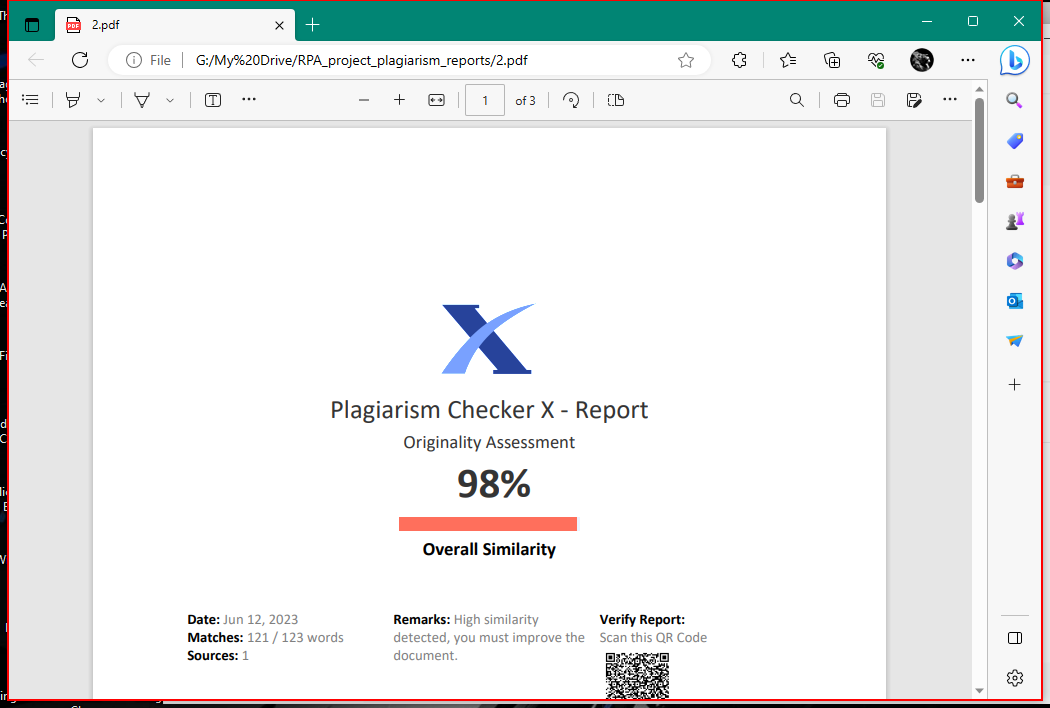 2.pdf
File
G:/My%20Drive/RPA_project_plagiarism_reports/2.pdf
1 of 3
Plagiarism Checker X - Report
Originality Assessment
98%
Overall Similarity
Date: Jun 12, 2023
Matches: 121 / 123 words
Sources: 1
Remarks: High similarity
detected, you must improve the
document.
Verify Report:
Scan this QR Code